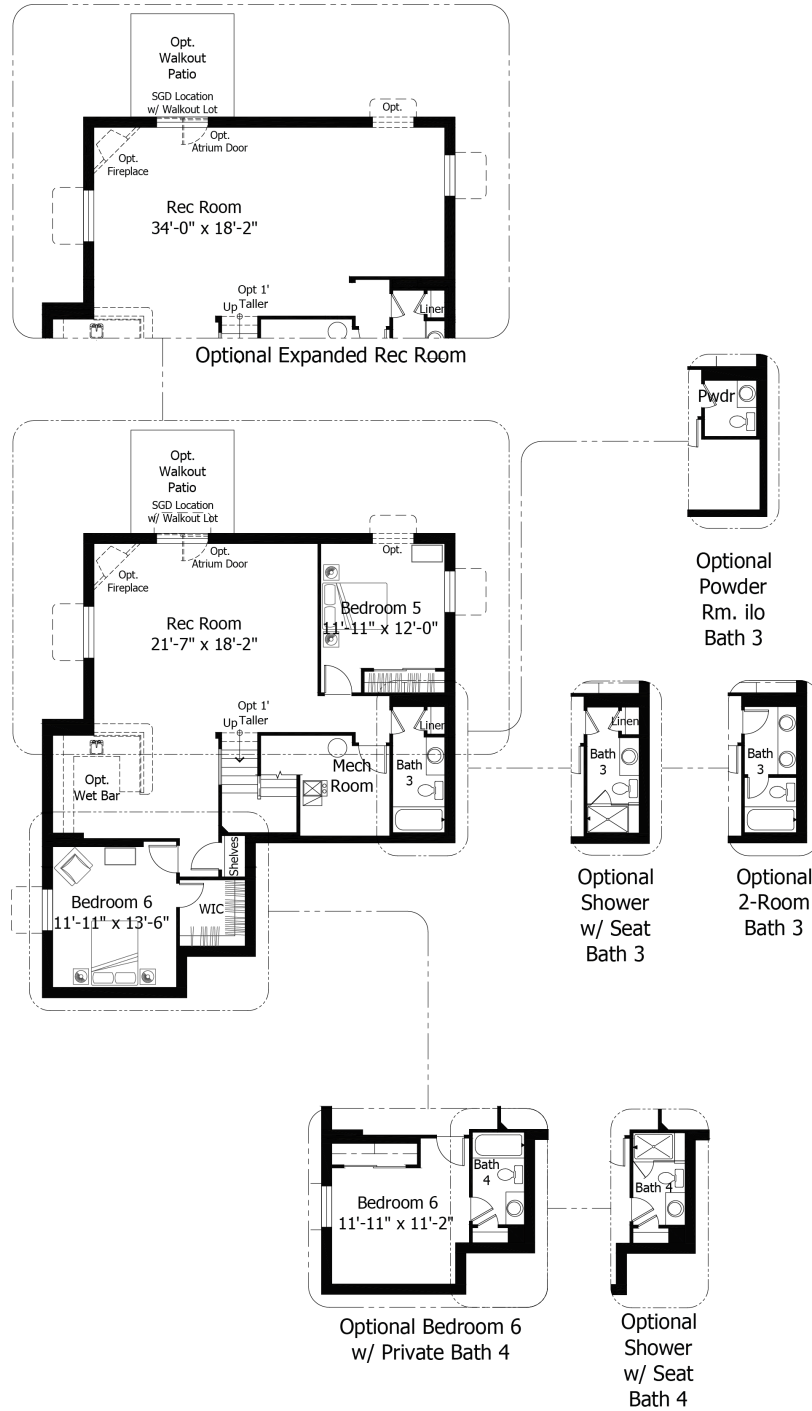 Opt.
Walkout
Patio
SGD Location
w/ Walkout Lot
Opt.
Atrium Door
Opt.
Opt.
Fireplace
Rec Room
34'-0" x 18'-2"
Opt 1'
Up Taller
Linen
Optional Expanded Rec Room
Pwdr
Optional
Powder
Rm. ilo
Bath 3
Opt.
Walkout
Patio
SGD Location
w/ Walkout Lot
Opt.
Atrium Door
Opt.
Opt.
Fireplace
Rec Room
21'-7" x 18'-2"
Bedroom 5
11'-11" x 12'-0"
Opt 1'
Up Taller
Linen
Mech
Room
Bath
3
Opt.
Wet Bar
Shelves
Bedroom 6
11'-11" x 13'-6"
WIC
Linen
Bath
3
Optional
Shower
w/ Seat
Bath 3
Bath
3
Optional
2-Room
Bath 3
Bath
4
Bedroom 6
11'-11" x 11'-2"
Optional Bedroom 6
w/ Private Bath 4
Bath 4
Optional
Shower
w/ Seat
Bath 4